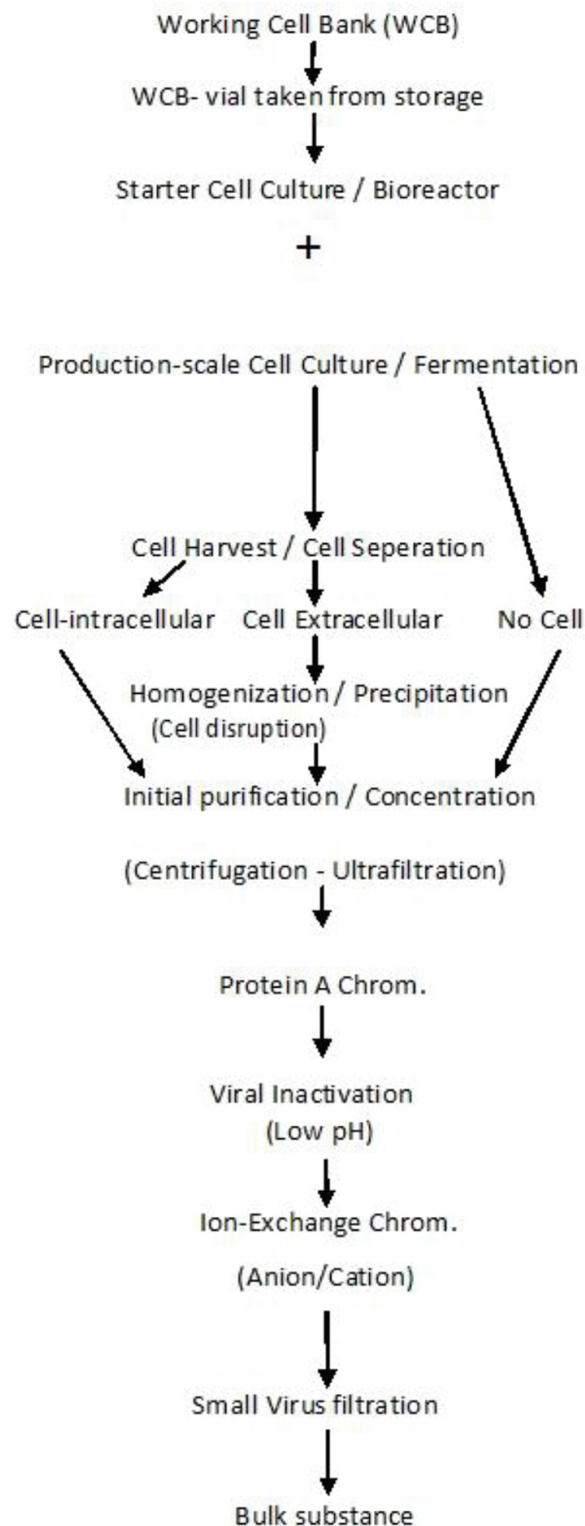 Working Cell Bank (WCB)
WCB- vial taken from storage
Starter Cell Culture / Bioreactor
+
Production-scale Cell Culture / Fermentation
Cell Harvest / Cell Seperation
Cell-intracellular Cell Extracellular No Cell
Homogenization / Precipitation
(Cell disruption)
Initial purification / Concentration
(Centrifugation - Ultrafiltration)
Protein A Chrom.
Viral Inactivation
(Low pH)
Ion-Exchange Chrom.
(Anion/Cation)
Small Virus filtration
Bulk substance